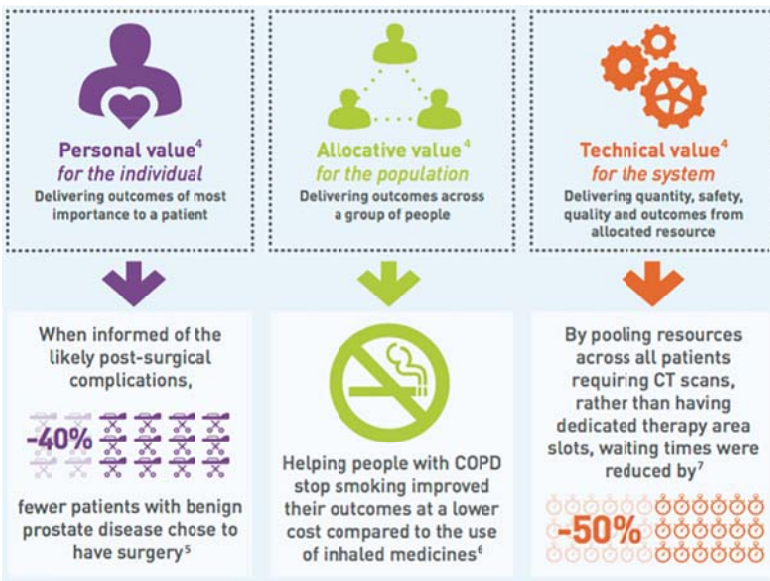 Personal value⁴
for the individual
Delivering outcomes of most
importance to a patient
Allocative value⁴
for the population
Delivering outcomes across
a group of people
Technical value⁴
for the system
Delivering quantity, safety,
quality and outcomes from
allocated resource
When informed of the
likely post-surgical
complications,
-40%
fewer patients with benign
prostate disease chose to
have surgery⁵
Helping people with COPD
stop smoking improved
their outcomes at a lower
cost compared to the use
of inhaled medicines⁶
By pooling resources
across all patients
requiring CT scans,
rather than having
dedicated therapy area
slots, waiting times were
reduced by⁷
-50%